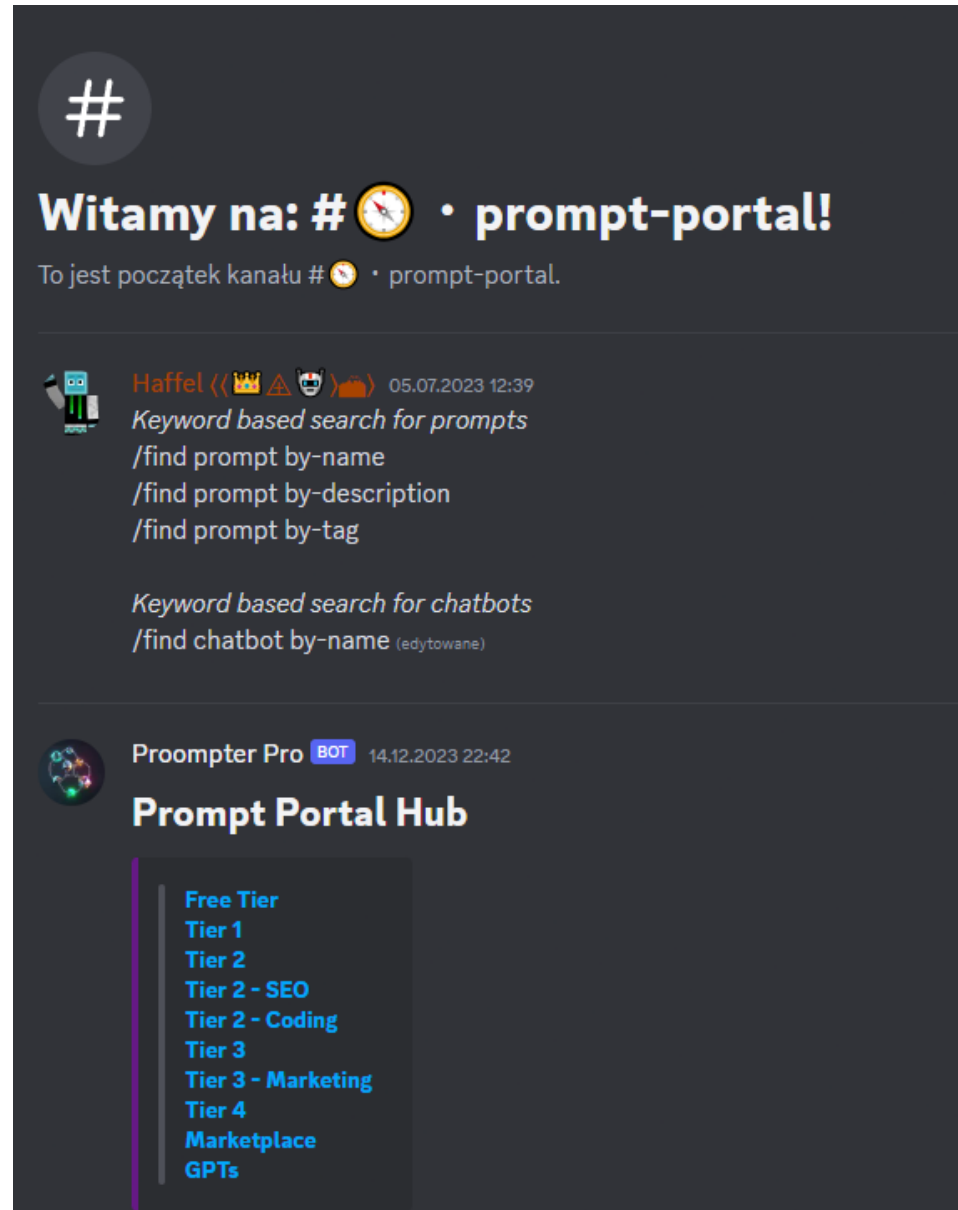 #
Witamy na: #🧭・prompt-portal!
To jest początek kanału #🧭・prompt-portal.
Haffel 05.07.2023 12:39
Keyword based search for prompts
/find prompt by-name
/find prompt by-description
/find prompt by-tag
Keyword based search for chatbots
/find chatbot by-name (edytowane)
Proompter Pro BOT 14.12.2023 22:42
Prompt Portal Hub
Free Tier
Tier 1
Tier 2
Tier 2 - SEO
Tier 2 - Coding
Tier 3
Tier 3 - Marketing
Tier 4
Marketplace
GPTs